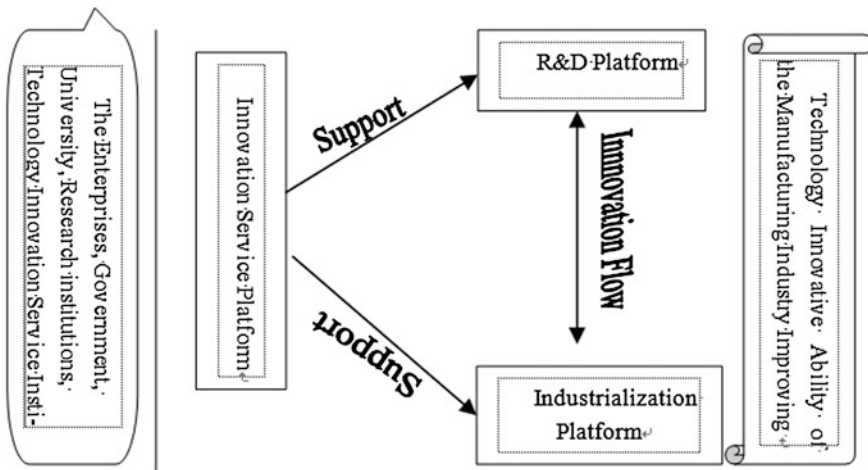 The Enterprises, Government,
University, Research institutions,
Technology Innovation Service Insti-
Innovation Service Platform
Support
Support
R&D Platform
Innnovation Flow
Industrialization
Platform
Technology Innovative Ability of
the Manufacturing Industry Improving